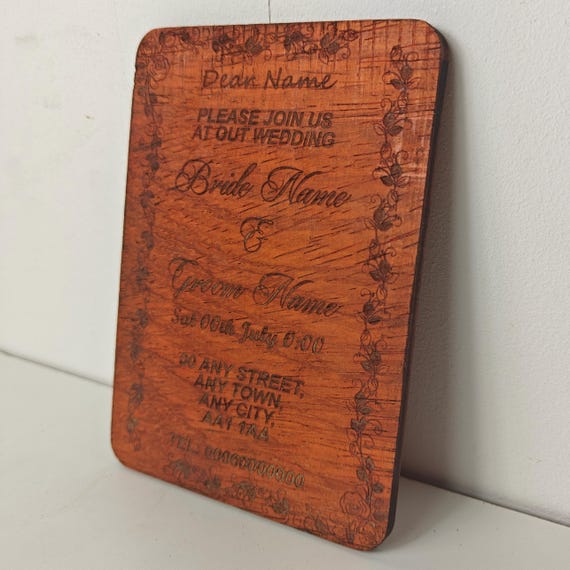 Dear Name
PLEASE JOIN US
AT OUT WEDDING
Bride Name
&
Groom Name
Sat 00th July 0:00
00 ANY STREET,
ANY TOWN,
ANY CITY,
AA1 1AA
TEL: 00000000000